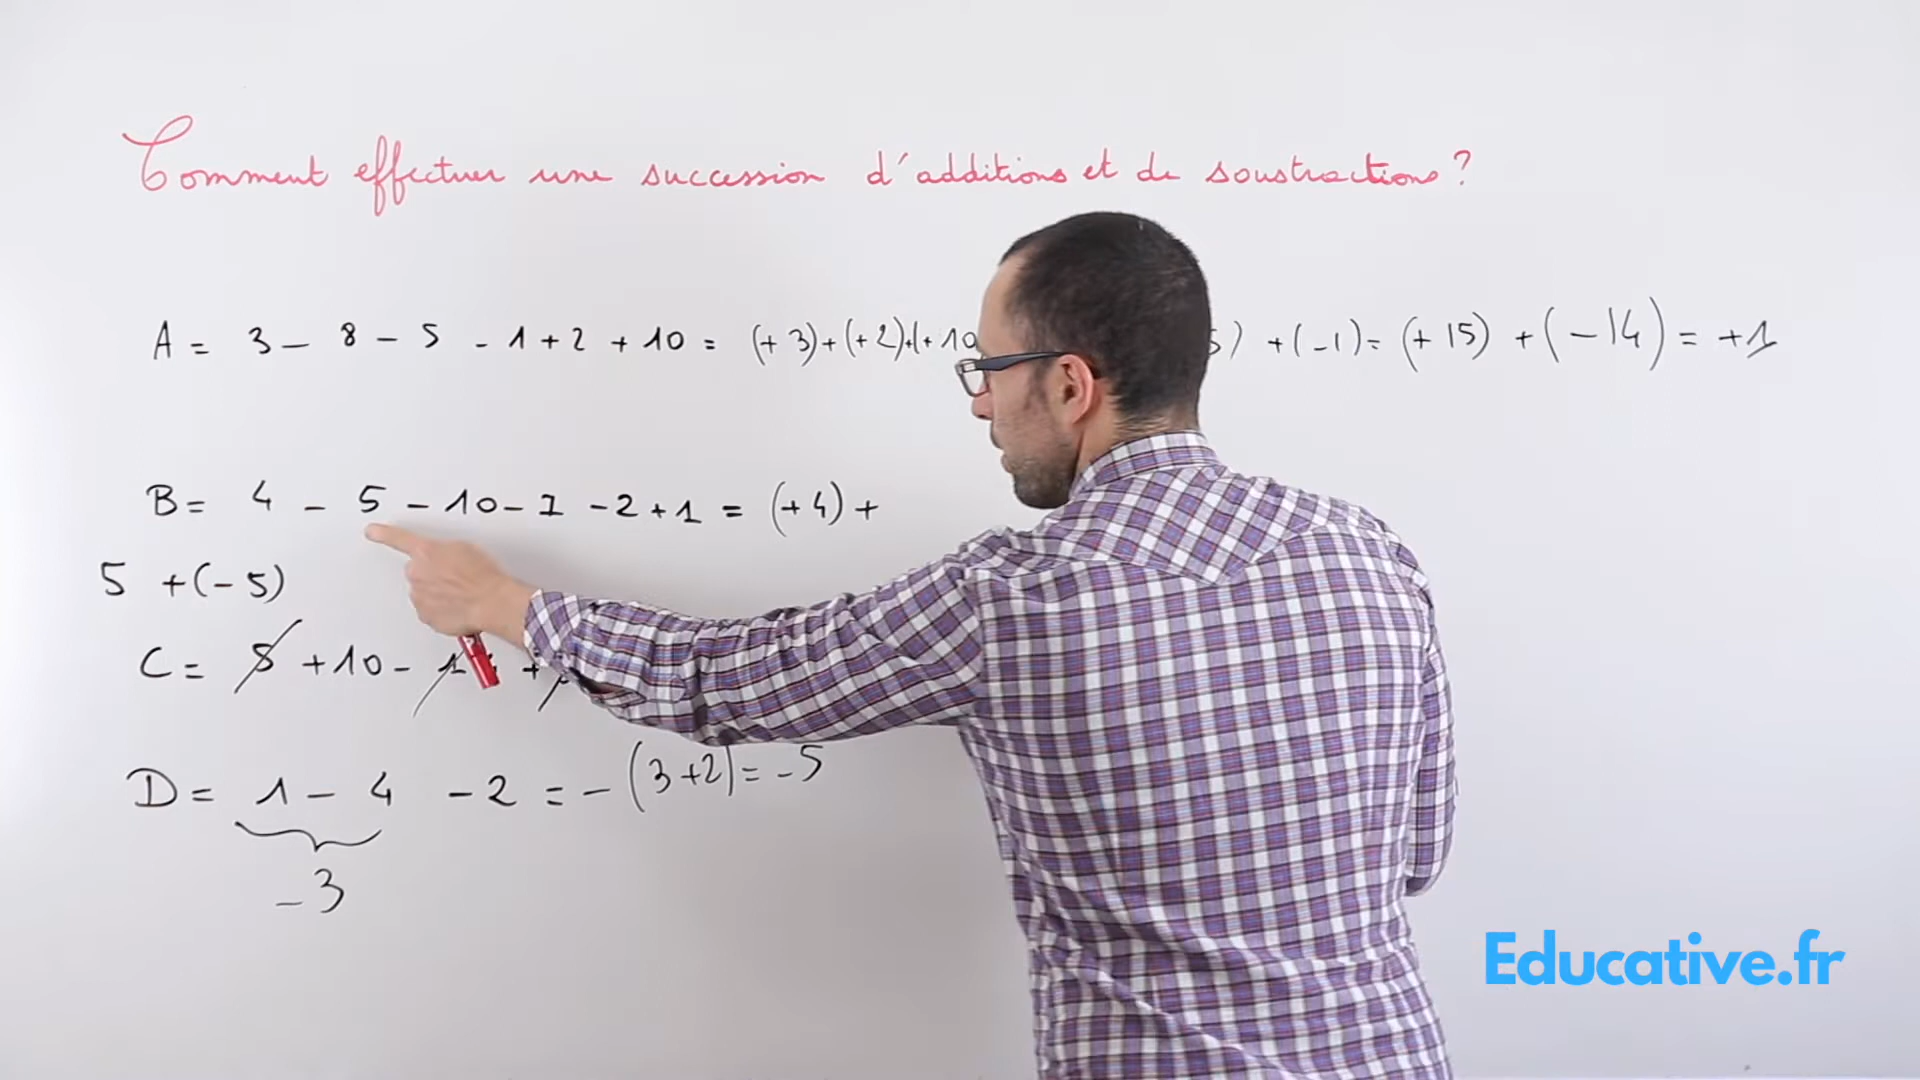 Comment effectuer une succession d'additions et de soustractions ?
A = 3 - 8 - 5 - 1 + 2 + 10 = (+ 3) + (+ 2) + (+ 10 5) + (- 1) = (+ 15) + (- 14) = + 1
B = 4 - 5 - 10 - 1 - 2 + 1 = (+ 4) +
5 + (- 5)
C = 5 + 10 - +
D = 1 - 4 - 2 = - (3 + 2) = - 5
- 3
Educative.fr